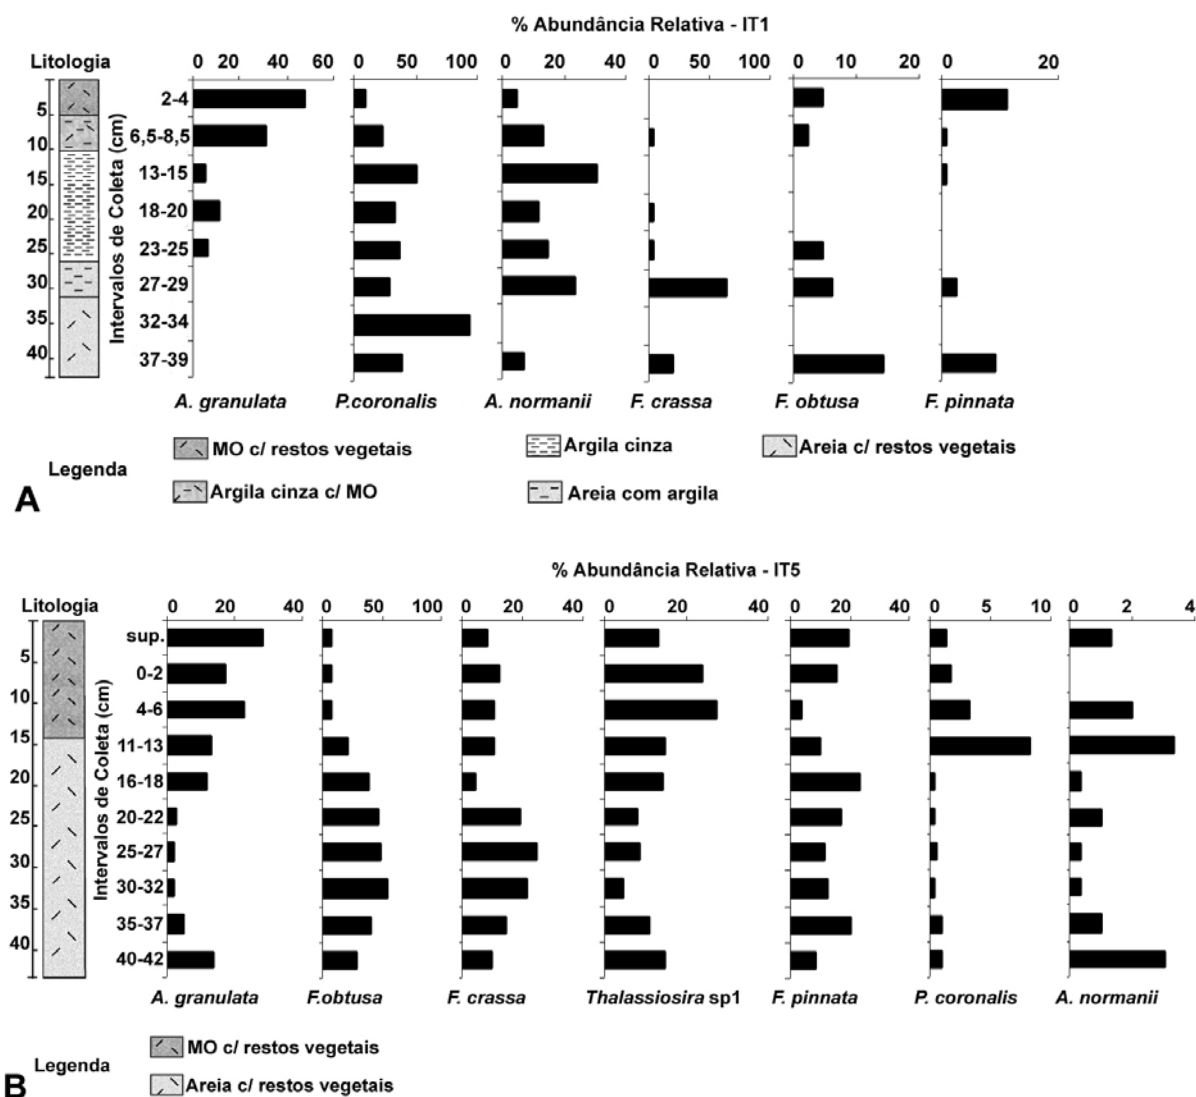 % Abundância Relativa - IT1
Litologia
0 20 40 60 0 50 100 0 20 40 0 50 100 0 10 20 0 20
5
10
15
20
25
30
35
40
Intervalos de Coleta (cm)
2-4
6,5-8,5
13-15
18-20
23-25
27-29
32-34
37-39
A. granulata P.coronalis A. normanii F. crassa F. obtusa F. pinnata
MO c/ restos vegetais Argila cinza Areia c/ restos vegetais
Legenda
Argila cinza c/ MO Areia com argila
A
% Abundância Relativa - IT5
Litologia
0 20 40 0 50 100 0 20 40 0 20 40 0 20 40 0 5 10 0 2 4
5
10
15
20
25
30
35
40
Intervalos de Coleta (cm)
sup.
0-2
4-6
11-13
16-18
20-22
25-27
30-32
35-37
40-42
A. granulata F.obtusa F. crassa Thalassiosira sp1 F. pinnata P. coronalis A. normanii
MO c/ restos vegetais
Legenda
Areia c/ restos vegetais
B